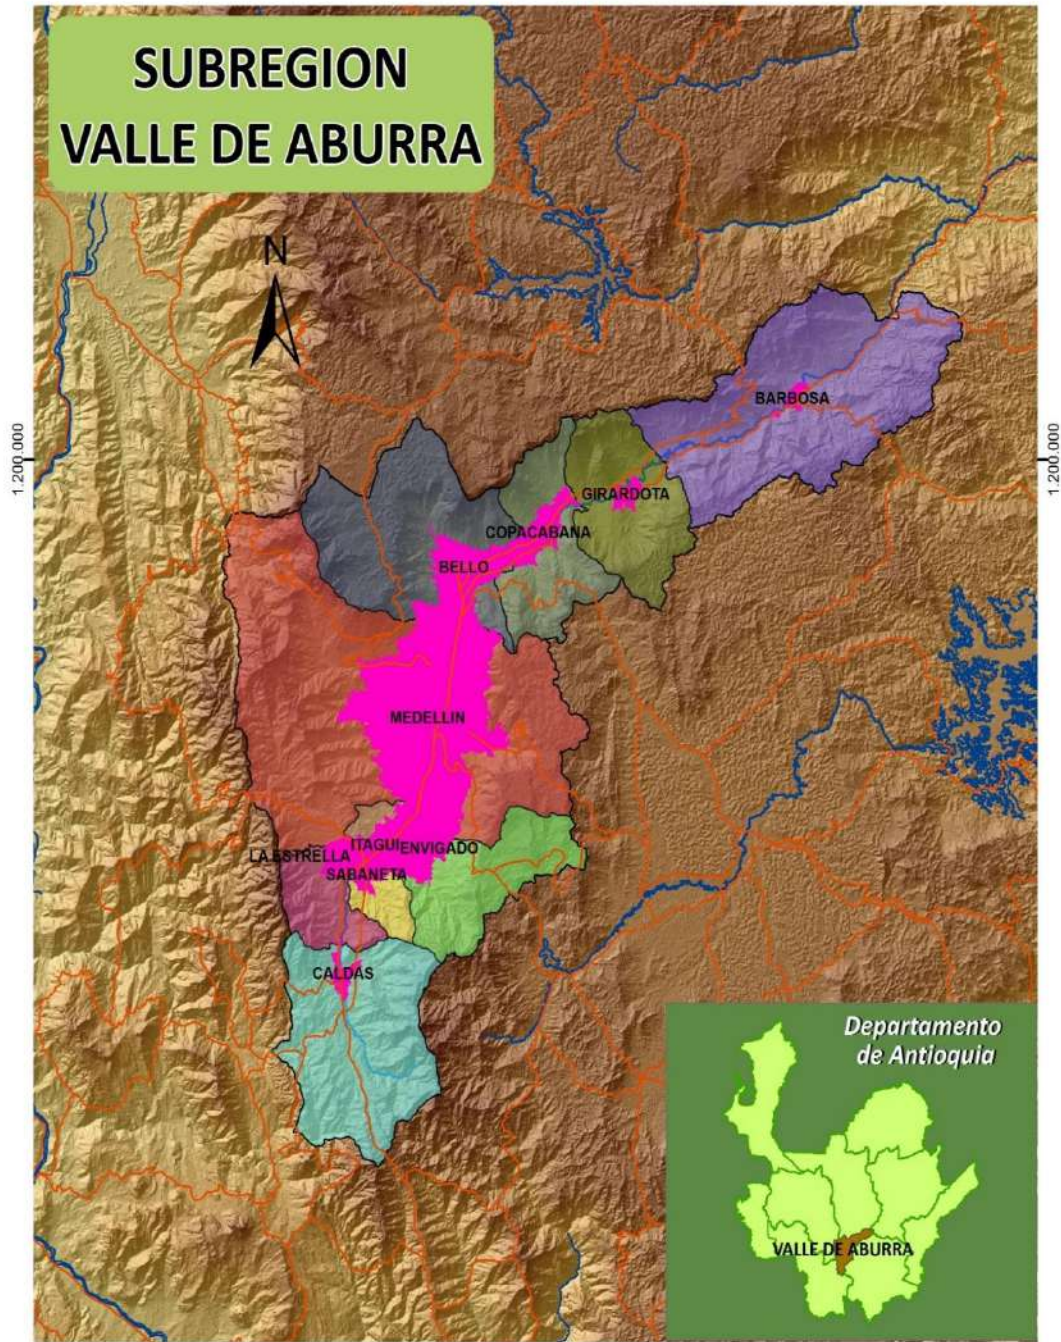 SUBREGION
VALLE DE ABURRA
N
BARBOSA
1.200.000
1.200.000
GIRARDOTA
COPACABANA
BELLO
MEDELLIN
ITAGUI
ENVIGADO
LA ESTRELLA
SABANETA
CALDAS
Departamento
de Antioquia
VALLE DE ABURRA